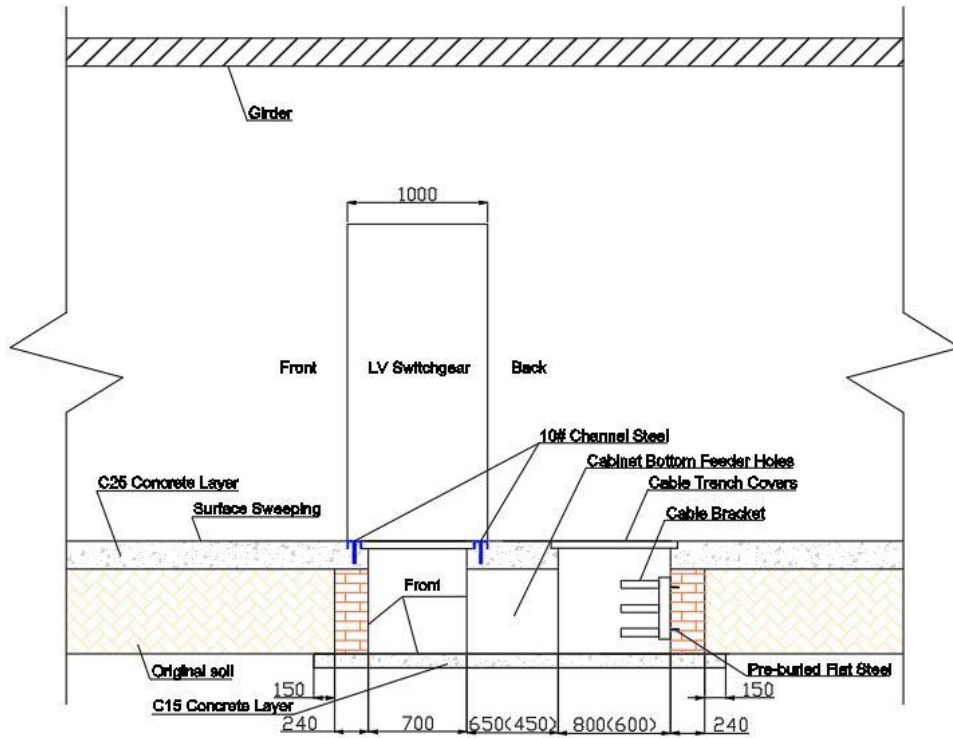 Girder
1000
Front
LV Switchgear
Back
10# Channel Steel
Cabinet Bottom Feeder Holes
C25 Concrete Layer
Cable Trench Covers
Surface Sweeping
Cable Bracket
Front
Original soil
Pre-buried Flat Steel
150
C15 Concrete Layer
150
240
700
650(450)
800(600)
240